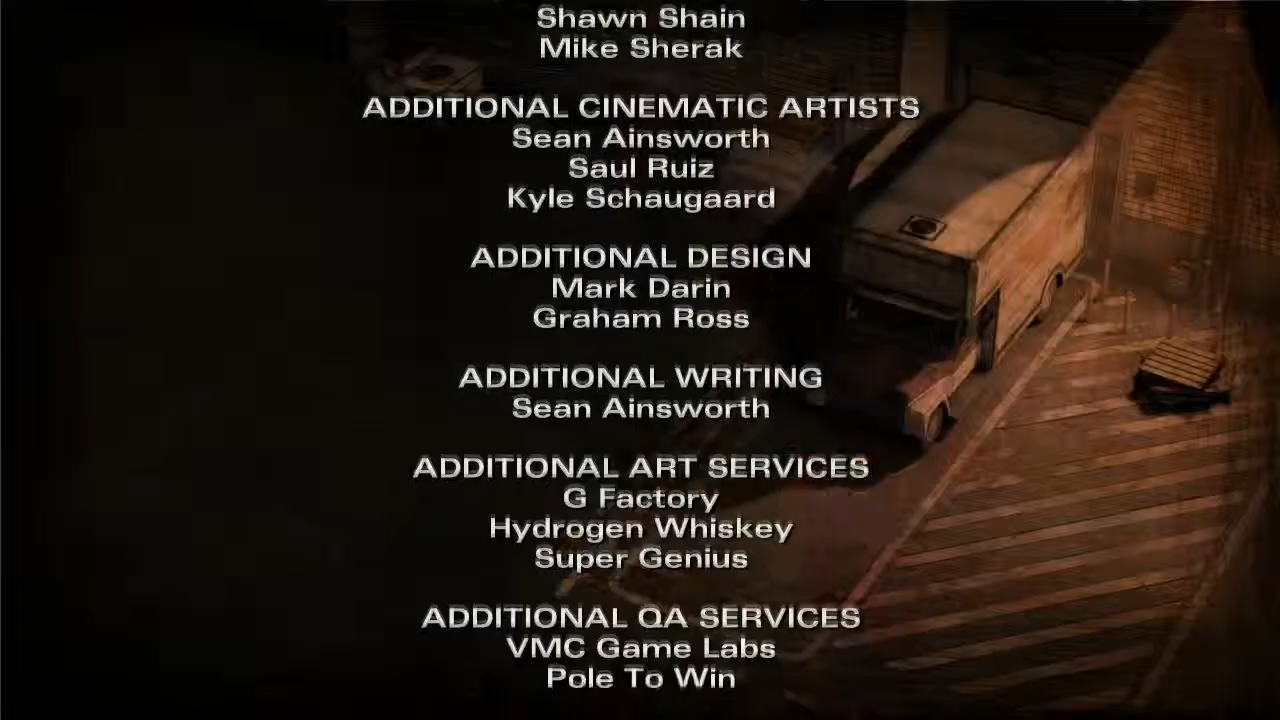 Shawn Shain
Mike Sherak
ADDITIONAL CINEMATIC ARTISTS
Sean Ainsworth
Saul Ruiz
Kyle Schaugaard
ADDITIONAL DESIGN
Mark Darin
Graham Ross
ADDITIONAL WRITING
Sean Ainsworth
ADDITIONAL ART SERVICES
G Factory
Hydrogen Whiskey
Super Genius
ADDITIONAL QA SERVICES
VMC Game Labs
Pole To Win